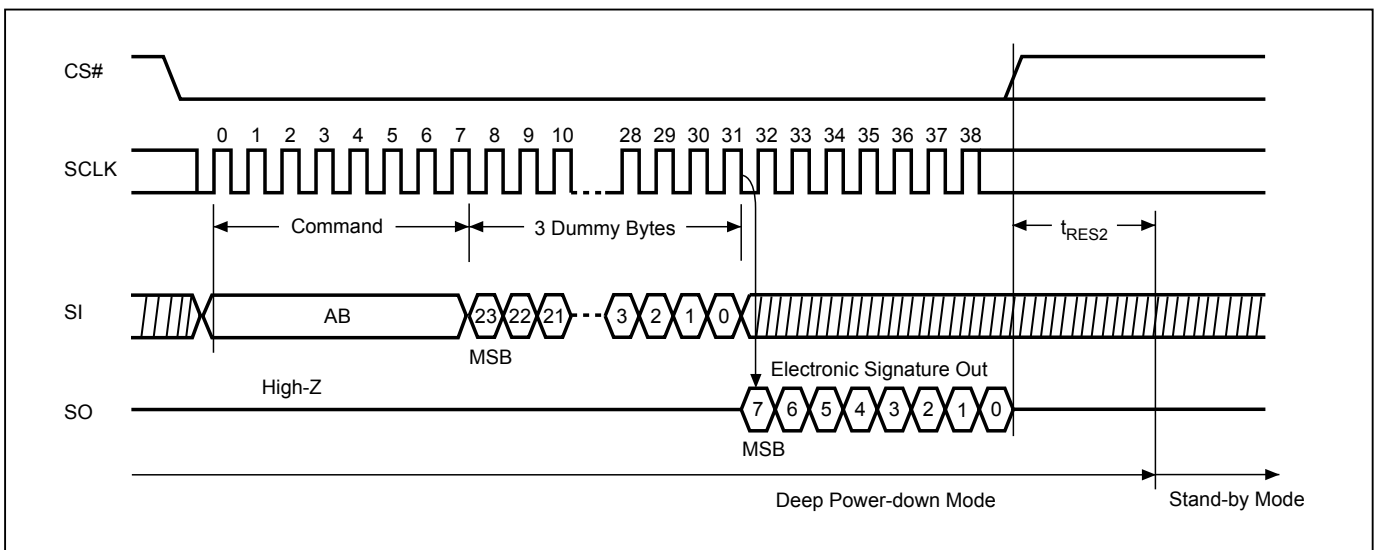 CS#
0 1 2 3 4 5 6 7 8 9 10 28 29 30 31 32 33 34 35 36 37 38
SCLK
Command 3 Dummy Bytes tRES2
SI AB 23 22 21 3 2 1 0
MSB Electronic Signature Out
High-Z
SO 7 6 5 4 3 2 1 0
MSB
Deep Power-down Mode Stand-by Mode